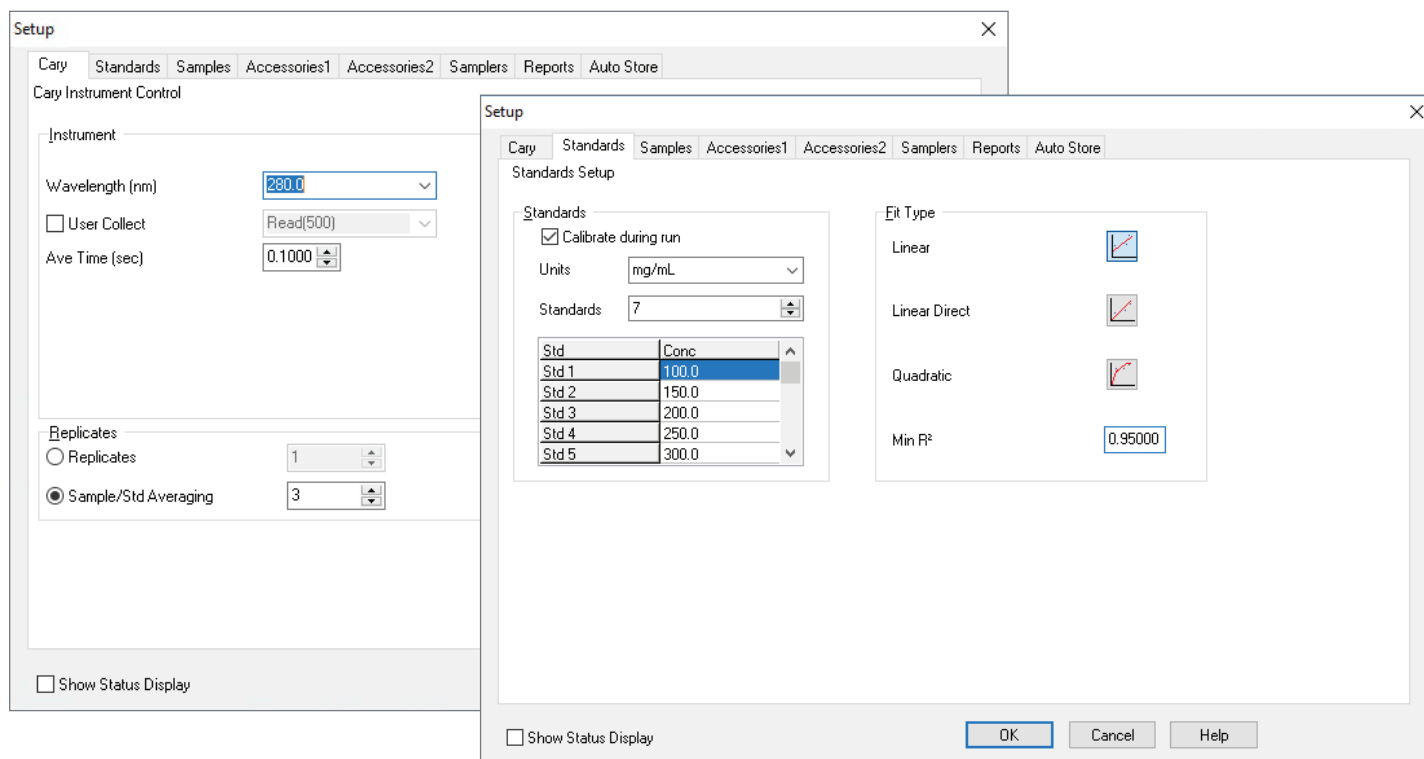 Setup
Cary Standards Samples Accessories1 Accessories2 Samplers Reports Auto Store
Cary Instrument Control
Instrument
Wavelength (nm) 280.0
User Collect Read(500)
Ave Time (sec) 0.1000
Replicates
Replicates 1
Sample/Std Averaging 3
Show Status Display
Setup
Cary Standards Samples Accessories1 Accessories2 Samplers Reports Auto Store
Standards Setup
Standards
Calibrate during run
Units mg/mL
Standards 7
Std Conc
Std 1 100.0
Std 2 150.0
Std 3 200.0
Std 4 250.0
Std 5 300.0
Fit Type
Linear
Linear Direct
Quadratic
Min R² 0.95000
Show Status Display
OK Cancel Help